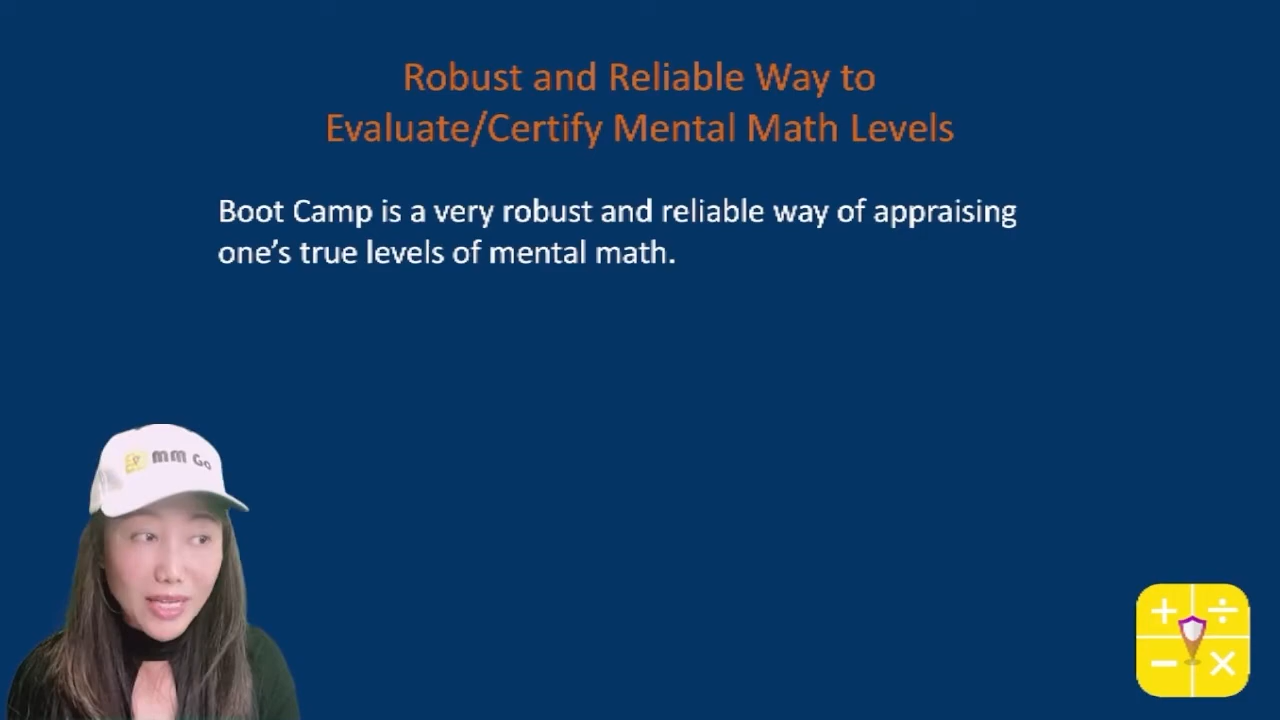 Robust and Reliable Way to
Evaluate/Certify Mental Math Levels
Boot Camp is a very robust and reliable way of appraising
one’s true levels of mental math.
MM Go